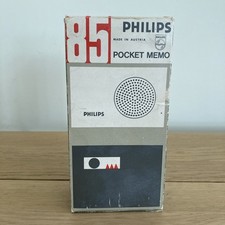 85 PHILIPS
MADE IN AUSTRIA
POCKET MEMO
PHILIPS